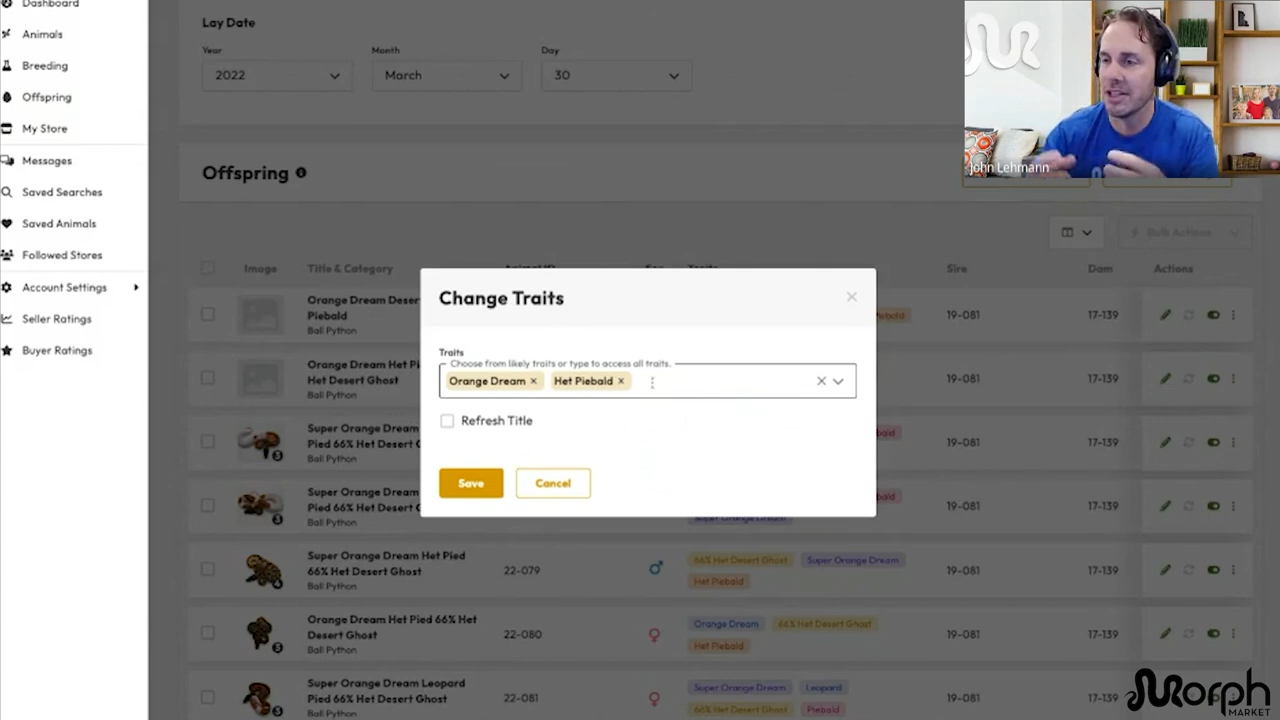 Dashboard
Animals
Breeding
Offspring
My Store
Messages
Saved Searches
Saved Animals
Followed Stores
Account Settings
Seller Ratings
Buyer Ratings
Lay Date
Year
Month
Day
2022
March
30
Offspring
Bulk Actions
Image
Title & Category
Animal ID
Sex
Traits
Sire
Dam
Actions
Orange Dream Deser
Piebald
Ball Python
19-081
17-139
Orange Dream Het Pi
Het Desert Ghost
Ball Python
19-081
17-139
Super Orange Dream
Pied 66% Het Desert G
Ball Python
19-081
17-139
Super Orange Dream
Pied 66% Het Desert G
Ball Python
Super Orange Dream
19-081
17-139
Super Orange Dream Het Pied
66% Het Desert Ghost
Ball Python
22-079
66% Het Desert Ghost
Super Orange Dream
Het Piebald
19-081
17-139
Orange Dream Het Pied 66% Het
Desert Ghost
Ball Python
22-080
Orange Dream
66% Het Desert Ghost
Het Piebald
19-081
17-139
Super Orange Dream Leopard
Pied 66% Het Desert Ghost
Ball Python
22-081
Super Orange Dream
Leopard
66% Het Desert Ghost
Piebald
19-081
17-139
Change Traits
Traits
Choose from likely traits or type to access all traits.
Orange Dream
Het Piebald
Refresh Title
Save
Cancel
John Lehmann
Morph
MARKET